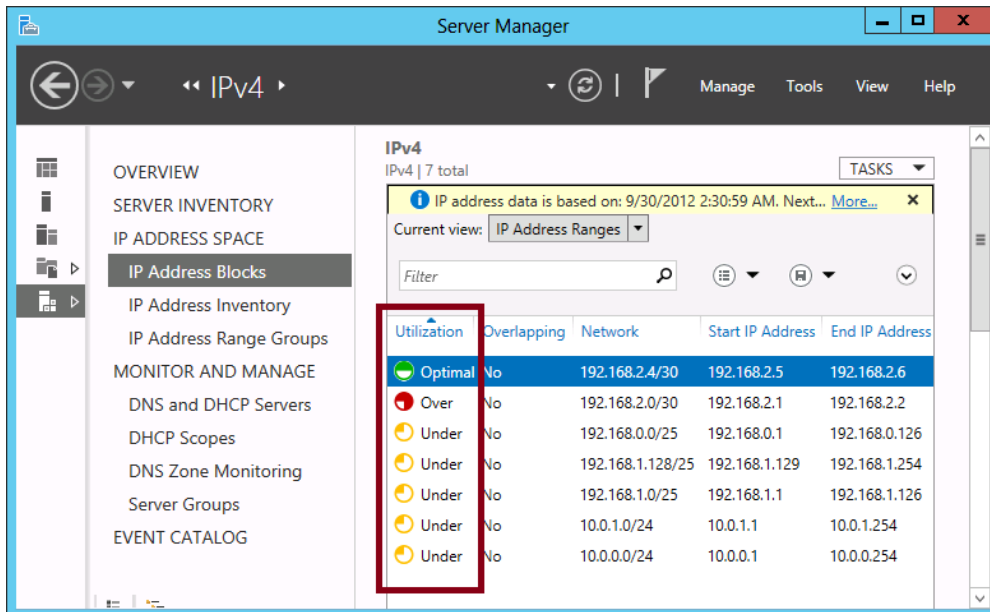 Server Manager
IPv4
Manage Tools View Help
OVERVIEW
SERVER INVENTORY
IP ADDRESS SPACE
IP Address Blocks
IP Address Inventory
IP Address Range Groups
MONITOR AND MANAGE
DNS and DHCP Servers
DHCP Scopes
DNS Zone Monitoring
Server Groups
EVENT CATALOG
IPv4
IPv4 | 7 total
TASKS
IP address data is based on: 9/30/2012 2:30:59 AM. Next... More...
Current view: IP Address Ranges
Filter
Utilization Overlapping Network Start IP Address End IP Address
Optimal No 192.168.2.4/30 192.168.2.5 192.168.2.6
Over No 192.168.2.0/30 192.168.2.1 192.168.2.2
Under No 192.168.0.0/25 192.168.0.1 192.168.0.126
Under No 192.168.1.128/25 192.168.1.129 192.168.1.254
Under No 192.168.1.0/25 192.168.1.1 192.168.1.126
Under No 10.0.1.0/24 10.0.1.1 10.0.1.254
Under No 10.0.0.0/24 10.0.0.1 10.0.0.254